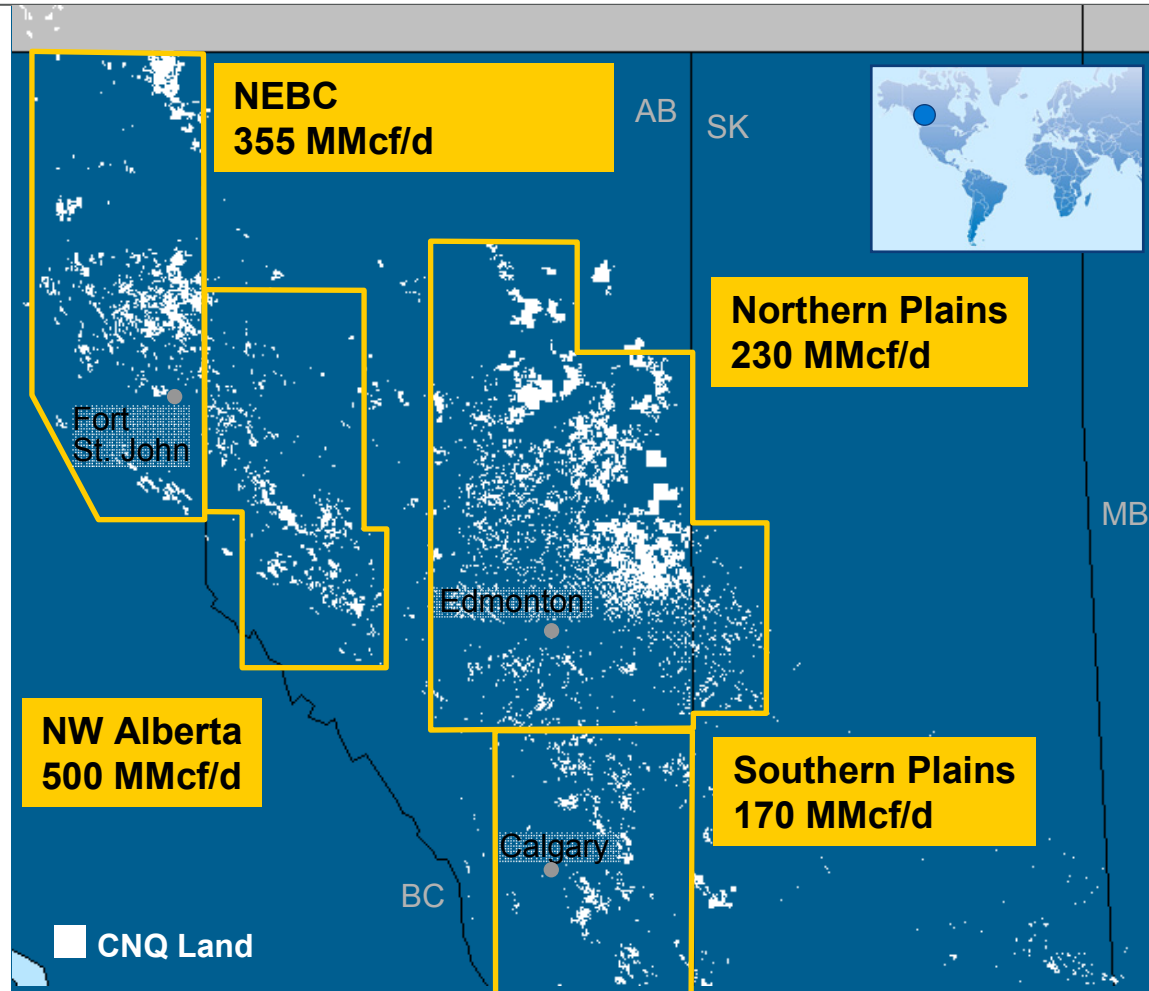 NEBC
355 MMcf/d
AB
SK
Northern Plains
230 MMcf/d
Fort
St. John
MB
Edmonton
NW Alberta
500 MMcf/d
Southern Plains
170 MMcf/d
Calgary
BC
CNQ Land